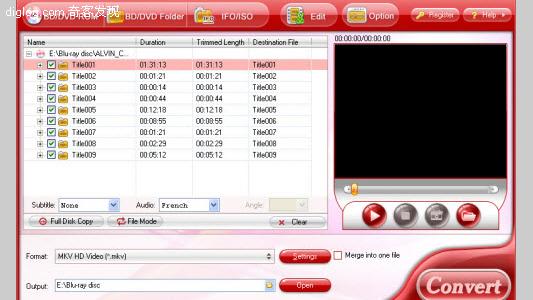 digl63.com 奇客发现
BD/DVD ROM BD/DVD Folder IFO/ISO Edit Option Register Help
Name Duration Trimmed Length Destination File
00:00:00/00:00:00
E:\Blu-ray disc\ALVIN_C...
Title001 01:31:13 01:31:13 Title001
Title002 00:01:21 00:01:21 Title002
Title003 00:00:14 00:00:14 Title003
Title004 00:00:44 00:00:44 Title004
Title005 00:12:18 00:12:18 Title005
Title006 00:08:55 00:08:55 Title006
Title007 00:01:21 00:01:21 Title007
Title008 00:02:29 00:02:29 Title008
Title009 00:05:12 00:05:12 Title009
Subtitle: None Audio: French Angle:
Full Disk Copy File Mode Clear
Format: MKV HD Video (*.mkv) Settings Merge into one file
Output: E:\Blu-ray disc Open
Convert